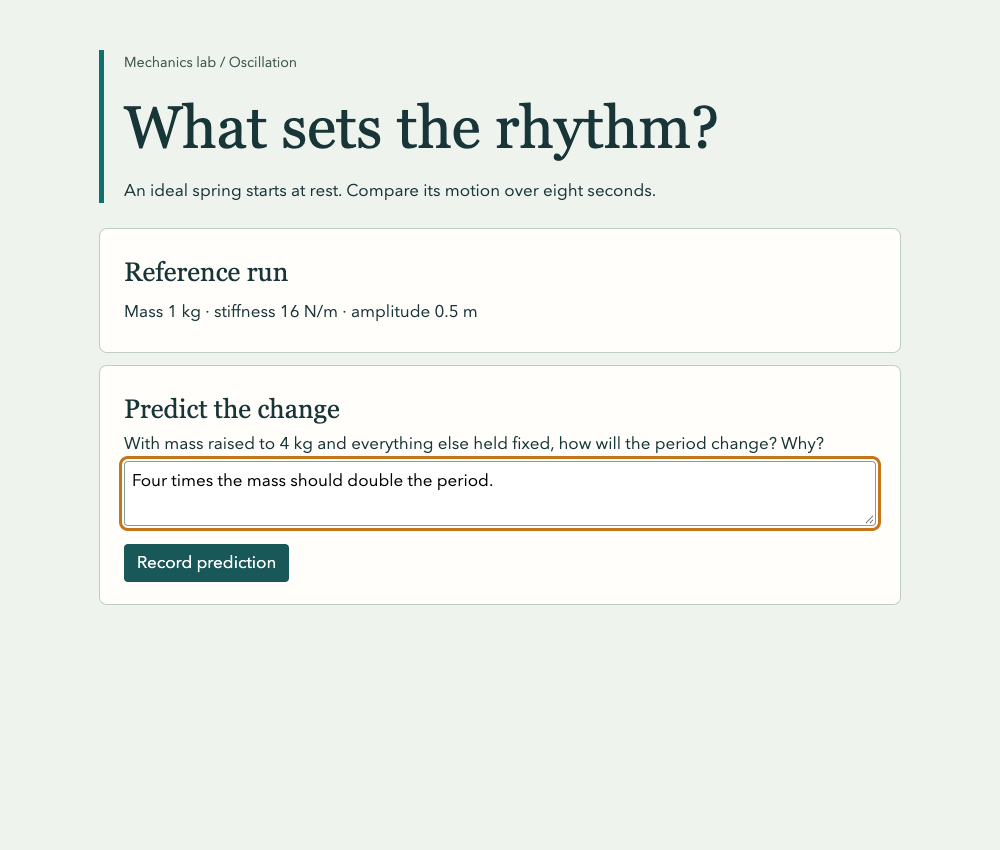 Mechanics lab / Oscillation
What sets the rhythm?
An ideal spring starts at rest. Compare its motion over eight seconds.
Reference run
Mass 1 kg · stiffness 16 N/m · amplitude 0.5 m
Predict the change
With mass raised to 4 kg and everything else held fixed, how will the period change? Why?
Four times the mass should double the period.
Record prediction